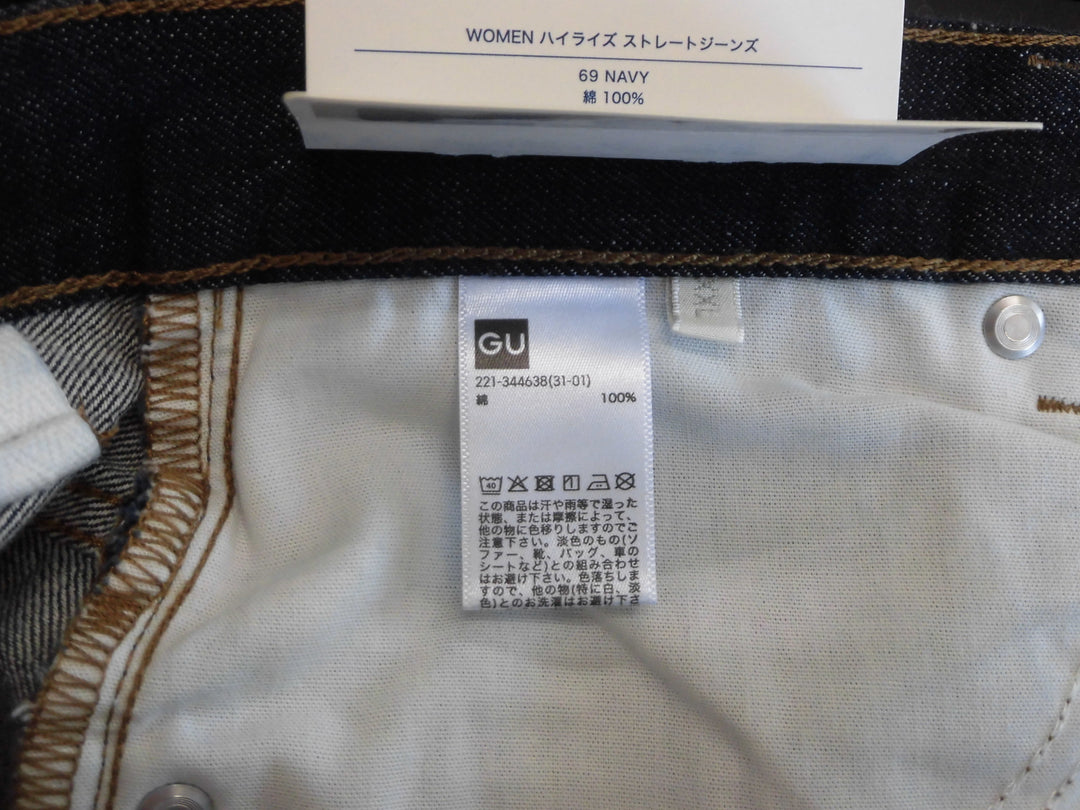 WOMEN ハイライズ ストレートジーンズ
69 NAVY
綿 100%
XXL
GU
221-344638(31-01)
綿 100%
40
この商品は汗や雨等で湿った
状態、または摩擦によって、
他の物に色移りしますのでご
注意下さい。淡色のもの(ソ
ファー、靴、バッグ、車の
シートなど)との組み合わせ
はお避け下さい。色落ちしま
すので、他の物(特に白、淡
色)とのお洗濯はお避け下さ